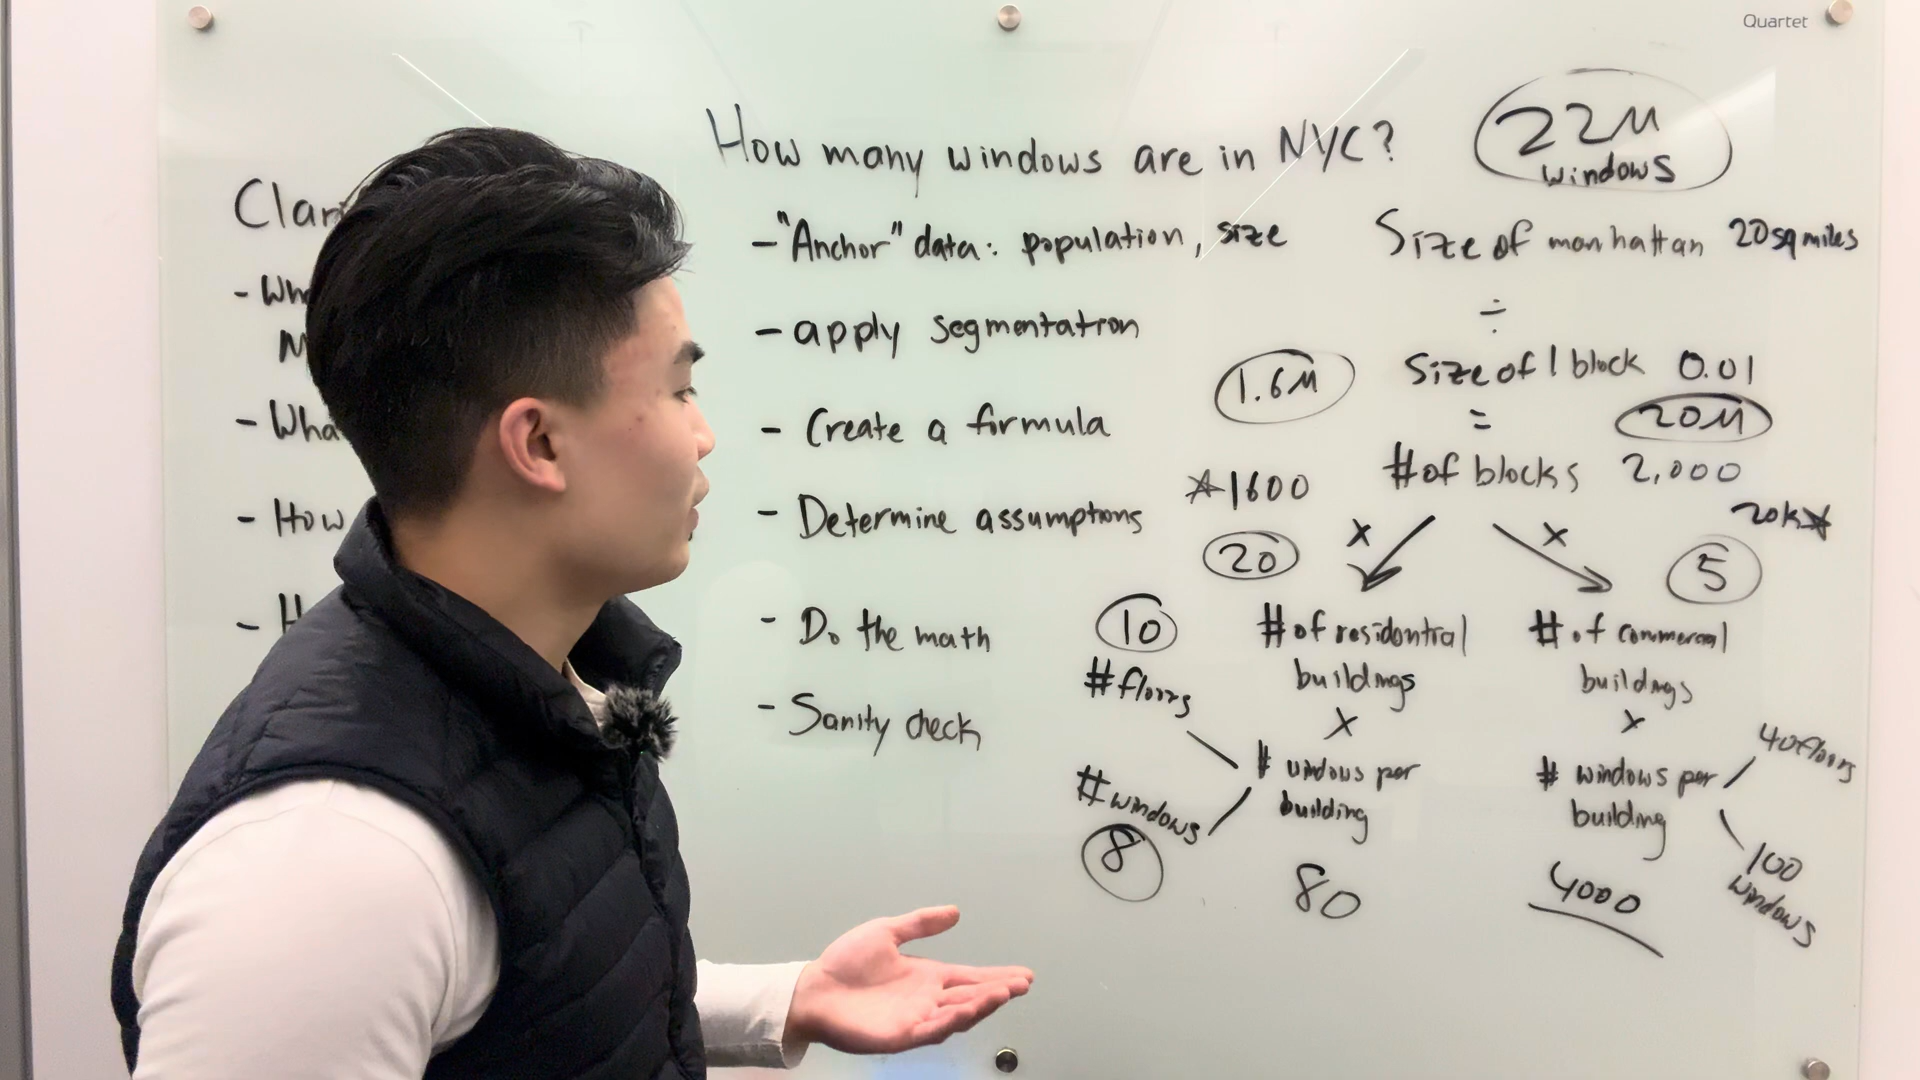 Quartet
How many windows are in NYC?
22M
windows
- "Anchor" data: population, size
- apply segmentation
- Create a formula
- Determine assumptions
- Do the math
- Sanity check
- How
Size of manhattan 20 sq miles
÷
Size of 1 block 0.01
=
1.6M
20M
# of blocks 2,000
☆1600
20K☆
x
x
20
5
10
# floors
# of residential
buildings
x
# windows per
building
# windows
8
80
# of commercial
buildings
x
# windows per
building
40 floors
100
windows
4000